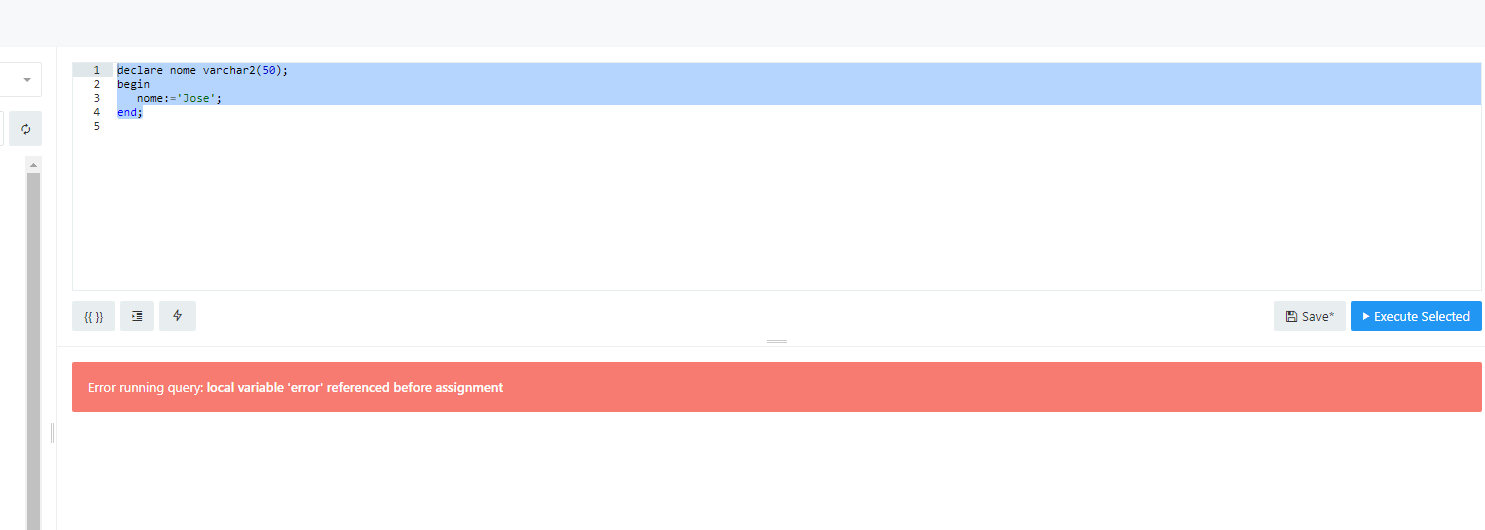 1 declare nome varchar2(50);
2 begin
3 nome:='Jose';
4 end;
5
{{ }}
Save*
Execute Selected
Error running query: local variable 'error' referenced before assignment